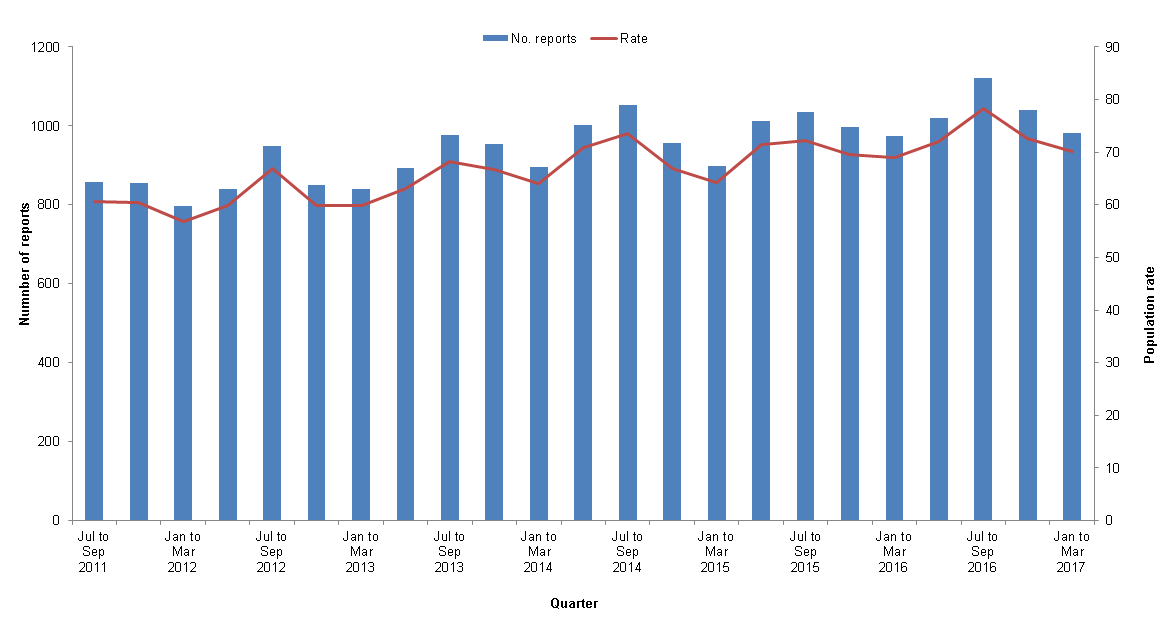 No. reports
Rate
1200
1000
800
600
400
200
0
Numnber of reports
90
80
70
60
50
40
30
20
10
0
Population rate
Jul to
Sep
2011
Jan to
Mar
2012
Jul to
Sep
2012
Jan to
Mar
2013
Jul to
Sep
2013
Jan to
Mar
2014
Jul to
Sep
2014
Jan to
Mar
2015
Jul to
Sep
2015
Jan to
Mar
2016
Jul to
Sep
2016
Jan to
Mar
2017
Quarter